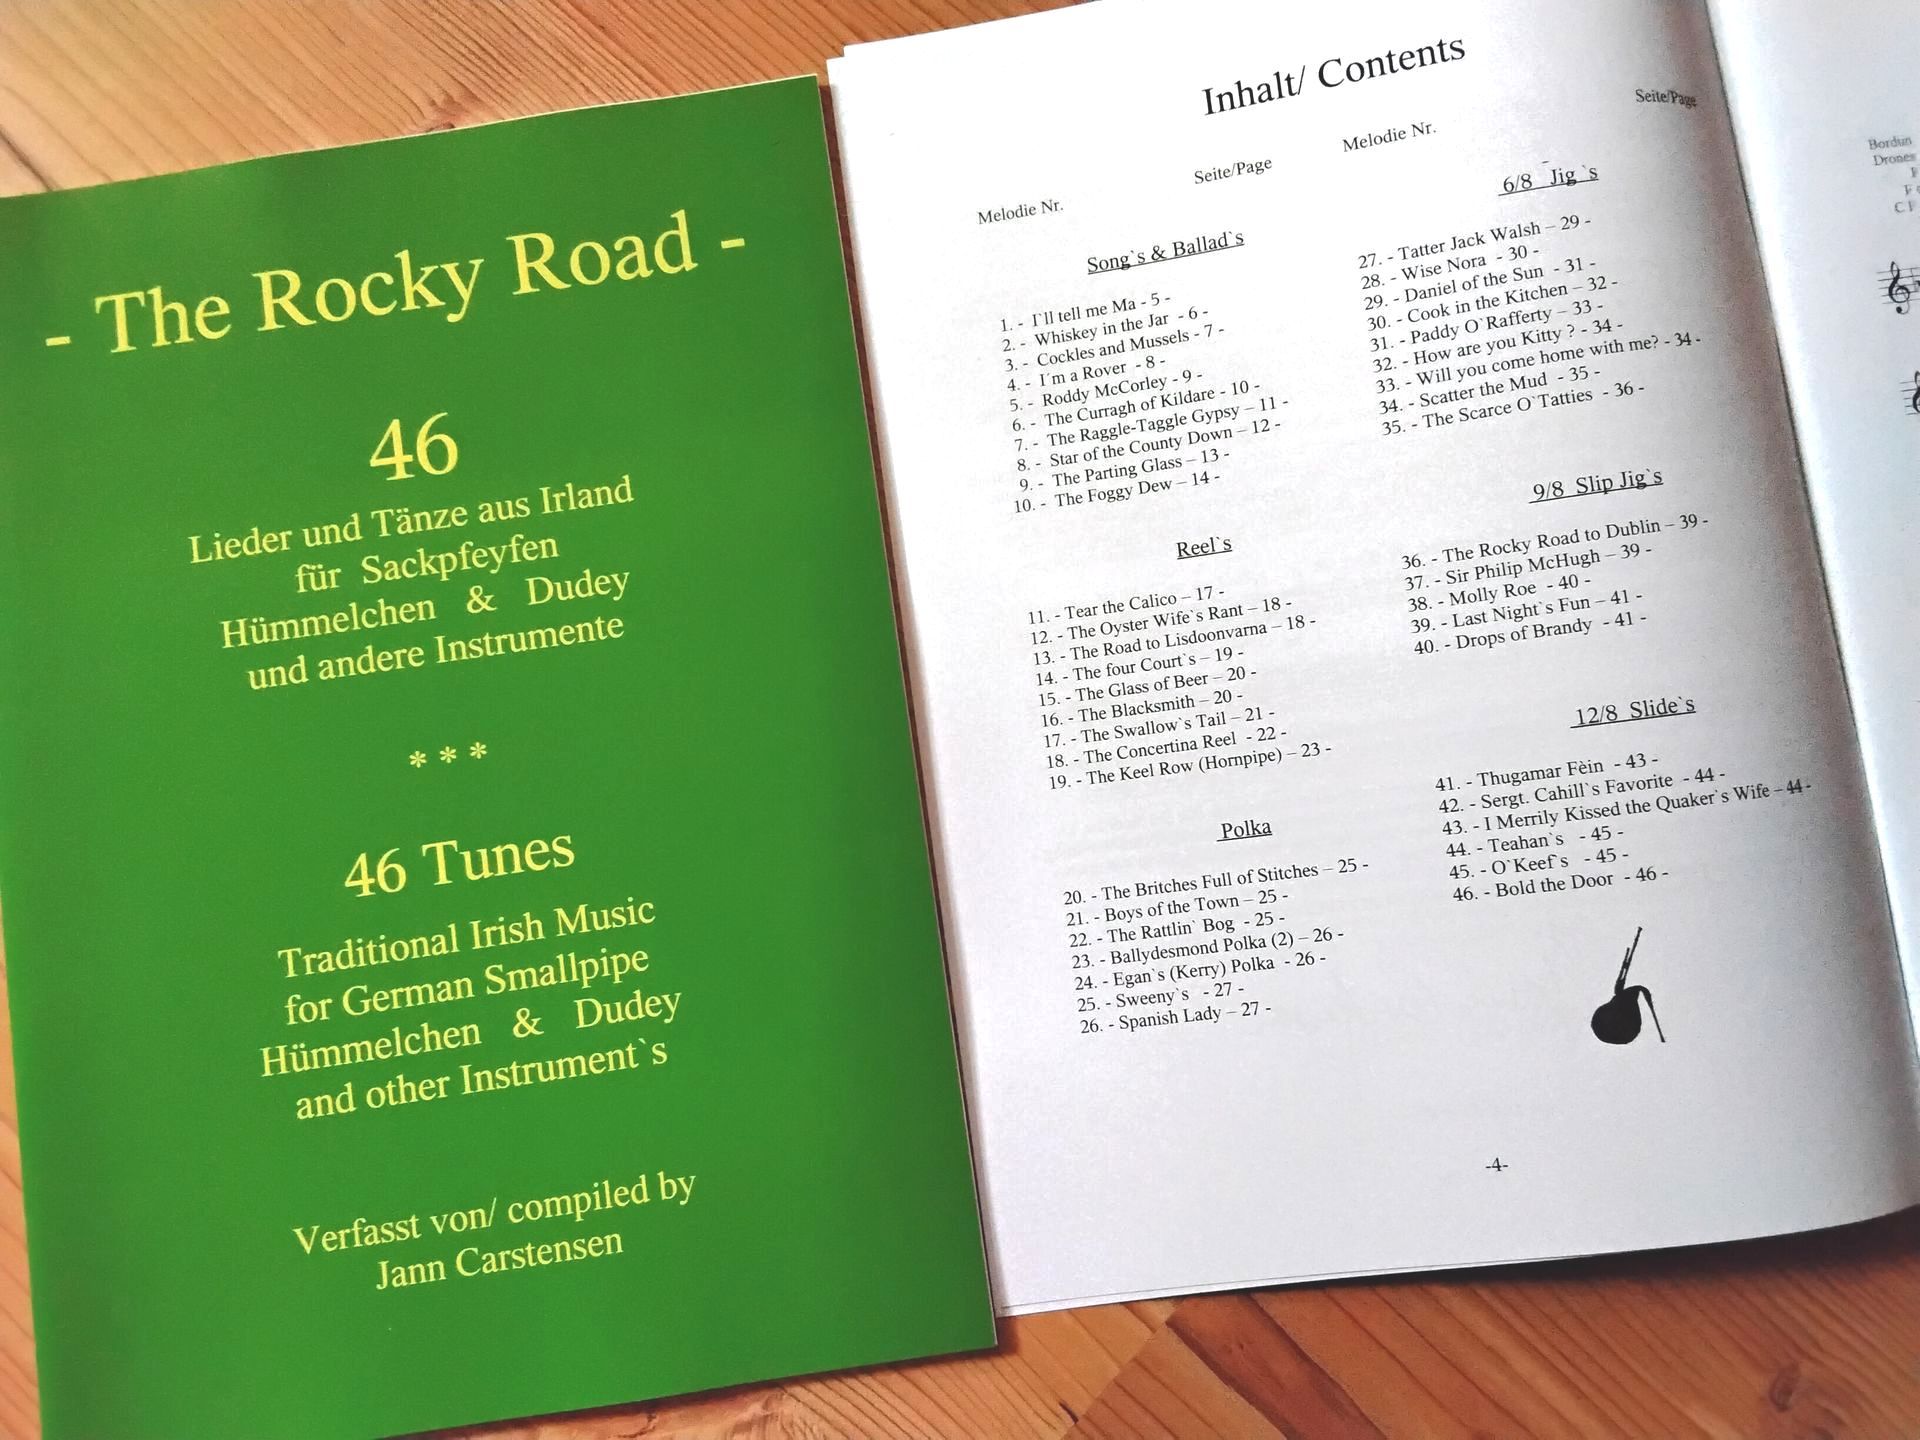 - The Rocky Road -
46
Lieder und Tänze aus Irland
für Sackpfeyfen
Hümmelchen & Dudey
und andere Instrumente
* * *
46 Tunes
Traditional Irish Music
for German Smallpipe
Hümmelchen & Dudey
and other Instrument`s
Verfasst von/ compiled by
Jann Carstensen
Inhalt/ Contents
Melodie Nr.
Seite/Page
Song`s & Ballad`s
1. - I`ll tell me Ma - 5 -
2. - Whiskey in the Jar - 6 -
3. - Cockles and Mussels - 7 -
4. - I´m a Rover - 8 -
5. - Roddy McCorley - 9 -
6. - The Curragh of Kildare - 10 -
7. - The Raggle-Taggle Gypsy – 11 -
8. - Star of the County Down – 12 -
9. - The Parting Glass – 13 -
10. - The Foggy Dew – 14 -
Reel`s
11. - Tear the Calico – 17 -
12. - The Oyster Wife`s Rant – 18 -
13. - The Road to Lisdoonvarna – 18 -
14. - The four Court`s – 19 -
15. - The Glass of Beer – 20 -
16. - The Blacksmith – 20 -
17. - The Swallow`s Tail – 21 -
18. - The Concertina Reel - 22 -
19. - The Keel Row (Hornpipe) – 23 -
Polka
20. - The Britches Full of Stitches – 25 -
21. - Boys of the Town – 25 -
22. - The Rattlin` Bog - 25 -
23. - Ballydesmond Polka (2) – 26 -
24. - Egan`s (Kerry) Polka - 26 -
25. - Sweeny`s - 27 -
26. - Spanish Lady – 27 -
Melodie Nr.
Seite/Page
6/8 Jig`s
27. - Tatter Jack Walsh – 29 -
28. - Wise Nora - 30 -
29. - Daniel of the Sun - 31 -
30. - Cook in the Kitchen – 32 -
31. - Paddy O`Rafferty – 33 -
32. - How are you Kitty ? - 34 -
33. - Will you come home with me? - 34 -
34. - Scatter the Mud - 35 -
35. - The Scarce O`Tatties - 36 -
9/8 Slip Jig`s
36. - The Rocky Road to Dublin – 39 -
37. - Sir Philip McHugh – 39 -
38. - Molly Roe - 40 -
39. - Last Night`s Fun – 41 -
40. - Drops of Brandy - 41 -
12/8 Slide`s
41. - Thugamar Fèin - 43 -
42. - Sergt. Cahill`s Favorite - 44 -
43. - I Merrily Kissed the Quaker`s Wife – 44 -
44. - Teahan`s - 45 -
45. - O`Keef`s - 45 -
46. - Bold the Door - 46 -
-4-
Bordun
Drones